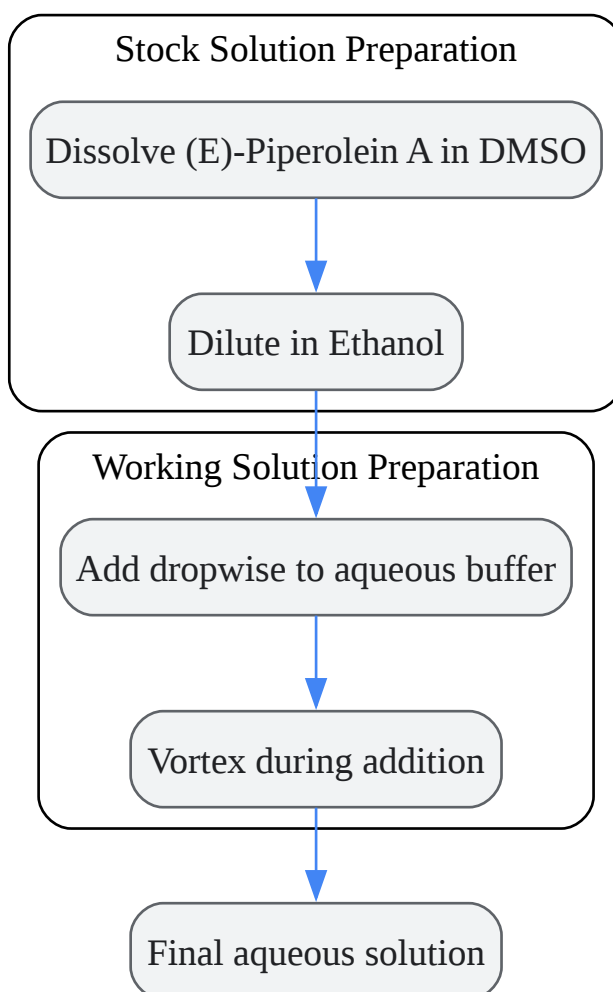 Stock Solution Preparation
Dissolve (E)-Piperolein A in DMSO
Dilute in Ethanol
Working Solution Preparation
Add dropwise to aqueous buffer
Vortex during addition
Final aqueous solution